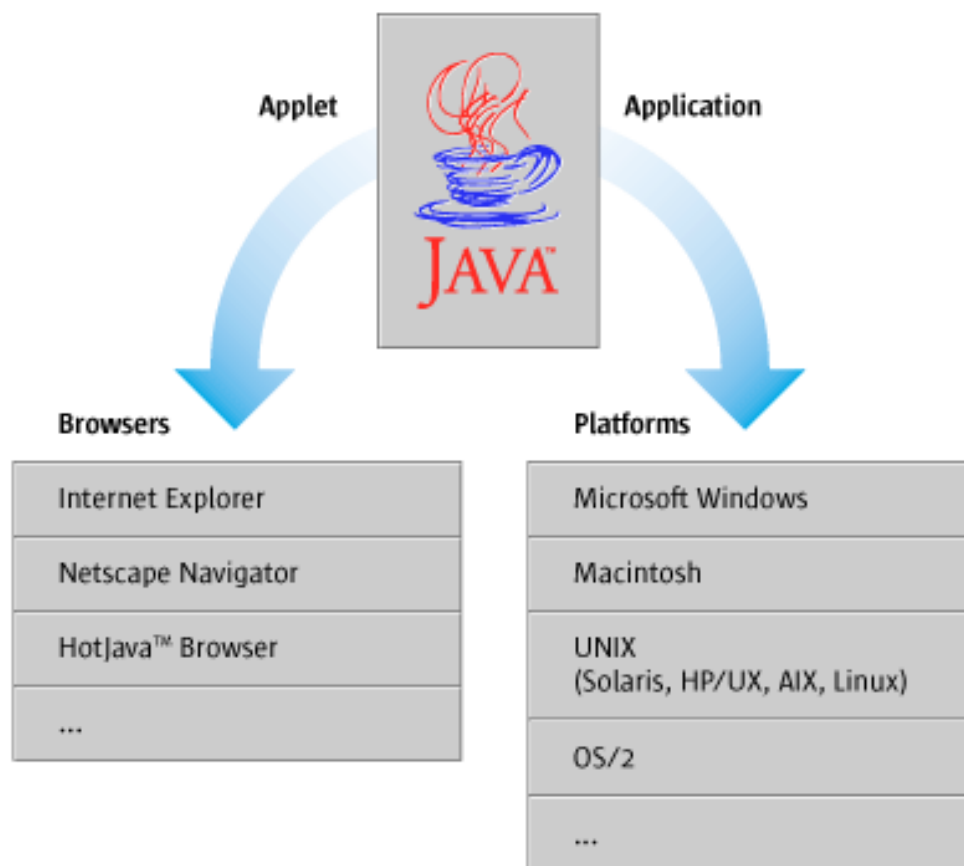 Applet
Application
JAVA™
Browsers
Internet Explorer
Netscape Navigator
HotJava™ Browser
...
Platforms
Microsoft Windows
Macintosh
UNIX
(Solaris, HP/UX, AIX, Linux)
OS/2
...